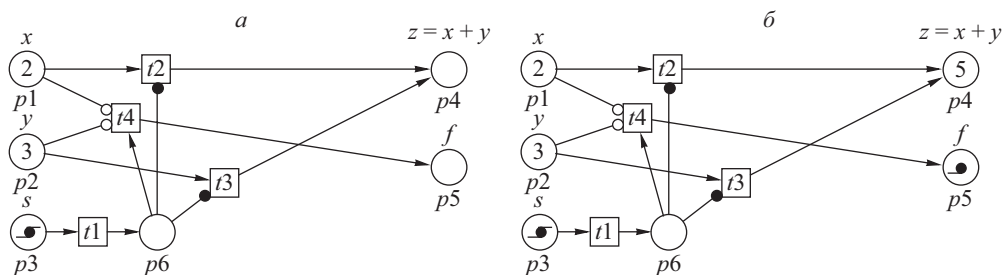 а
x
z = x + y
2
t2
p1
p4
t4
y
f
3
t3
p2
p5
s
t1
p3
p6
б
x
z = x + y
2
t2
5
p1
p4
t4
y
f
3
t3
p2
p5
s
t1
p3
p6